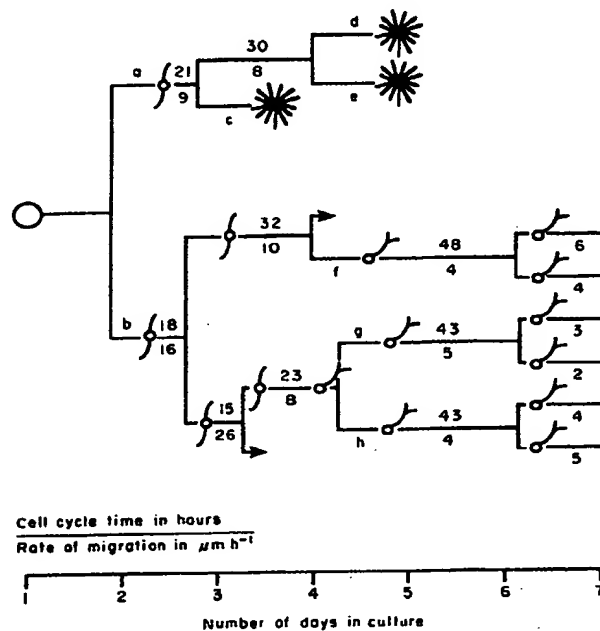 d
30
a
21
8
9
e
c
32
10
f
48
4
6
4
b
18
16
g
43
5
3
2
23
8
15
26
h
43
4
4
5
Cell cycle time in hours
Rate of migration in μm h⁻¹
1 2 3 4 5 6 7
Number of days in culture